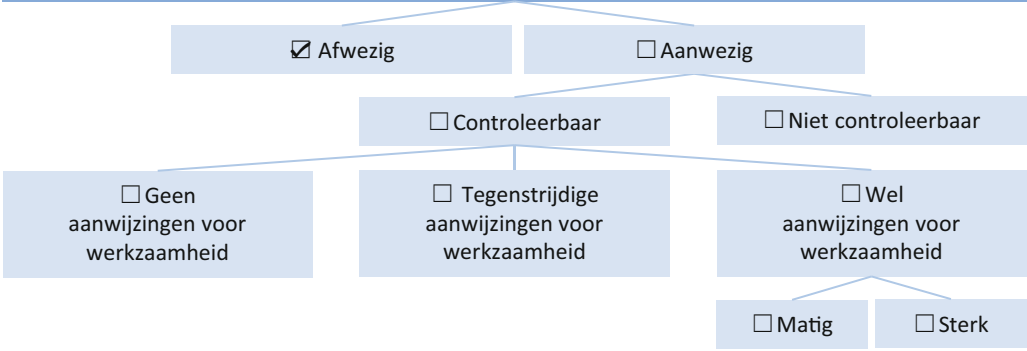 ☑ Afwezig
☐ Aanwezig
☐ Controleerbaar
☐ Niet controleerbaar
☐ Geen
aanwijzingen voor
werkzaamheid
☐ Tegenstrijdige
aanwijzingen voor
werkzaamheid
☐ Wel
aanwijzingen voor
werkzaamheid
☐ Matig
☐ Sterk